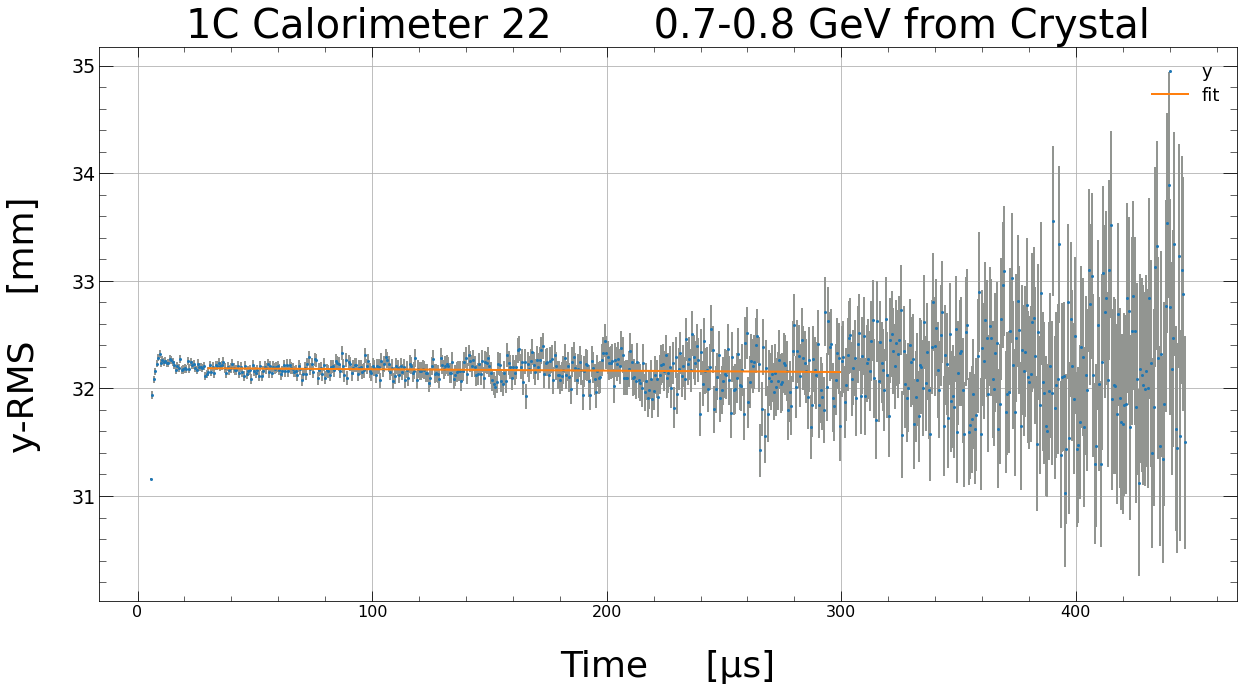 1C Calorimeter 22 0.7-0.8 GeV from Crystal
y-RMS [mm]
35
34
33
32
31
y
fit
0 100 200 300 400
Time [μs]